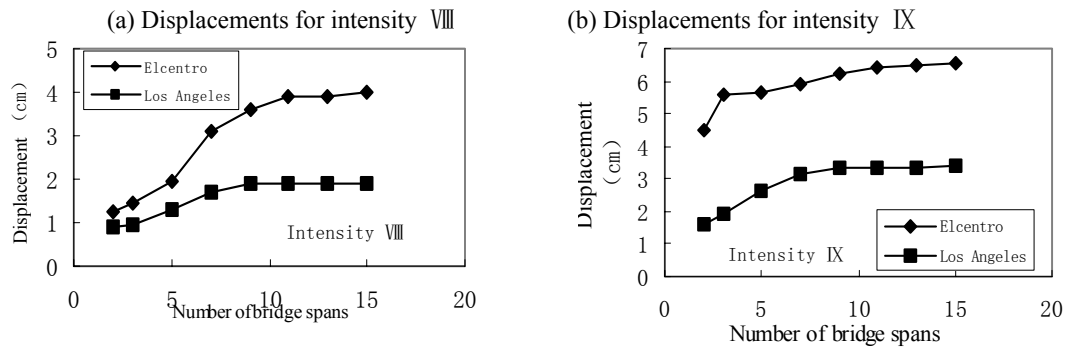 (a) Displacements for intensity Ⅷ
5
4
3
2
1
0
Displacement （cm）
Elcentro
Los Angeles
Intensity Ⅷ
0 5 10 15 20
Number of bridge spans
(b) Displacements for intensity Ⅸ
7
6
5
4
3
2
1
0
Displacement
(cm)
Elcentro
Los Angeles
Intensity Ⅸ
0 5 10 15 20
Number of bridge spans